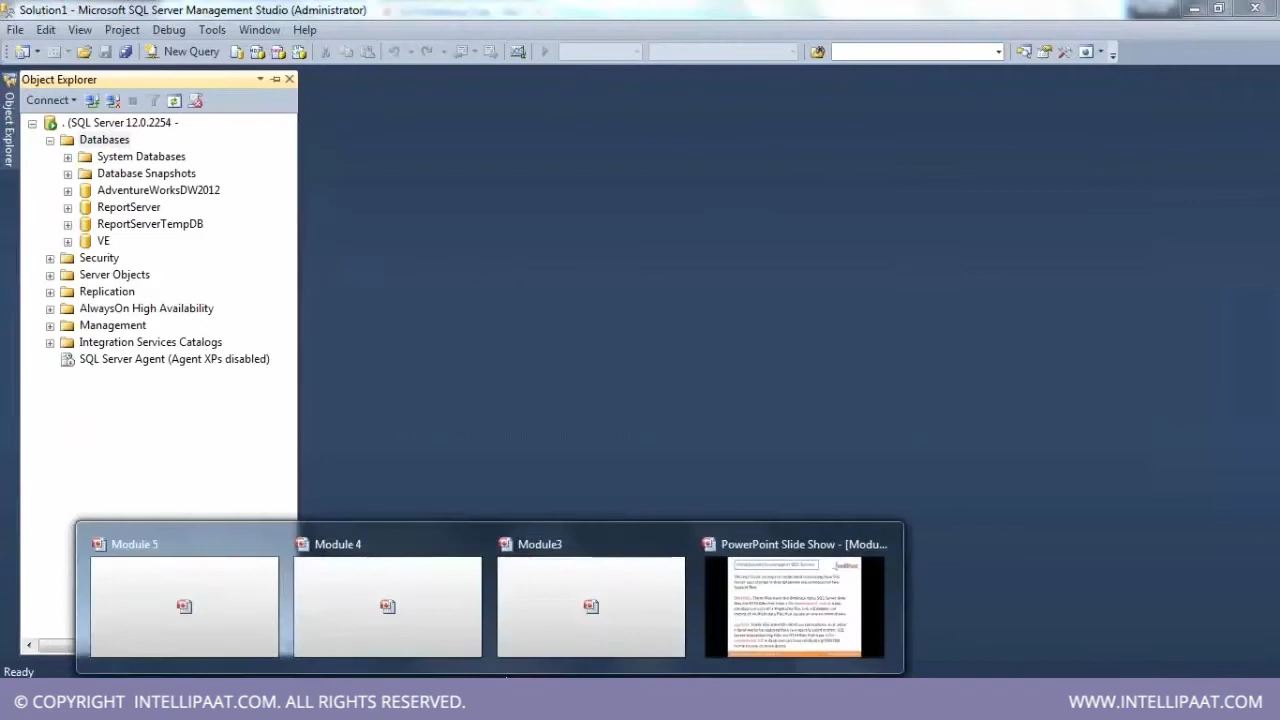 Solution1 - Microsoft SQL Server Management Studio (Administrator)
File Edit View Project Debug Tools Window Help
New Query
Object Explorer
Object Explorer
Connect
. (SQL Server 12.0.2254 -
Databases
System Databases
Database Snapshots
AdventureWorksDW2012
ReportServer
ReportServerTempDB
VE
Security
Server Objects
Replication
AlwaysOn High Availability
Management
Integration Services Catalogs
SQL Server Agent (Agent XPs disabled)
Module 5 Module 4 Module3 PowerPoint Slide Show - [Modu...
Ready
© COPYRIGHT INTELLIPAAT.COM. ALL RIGHTS RESERVED. WWW.INTELLIPAAT.COM